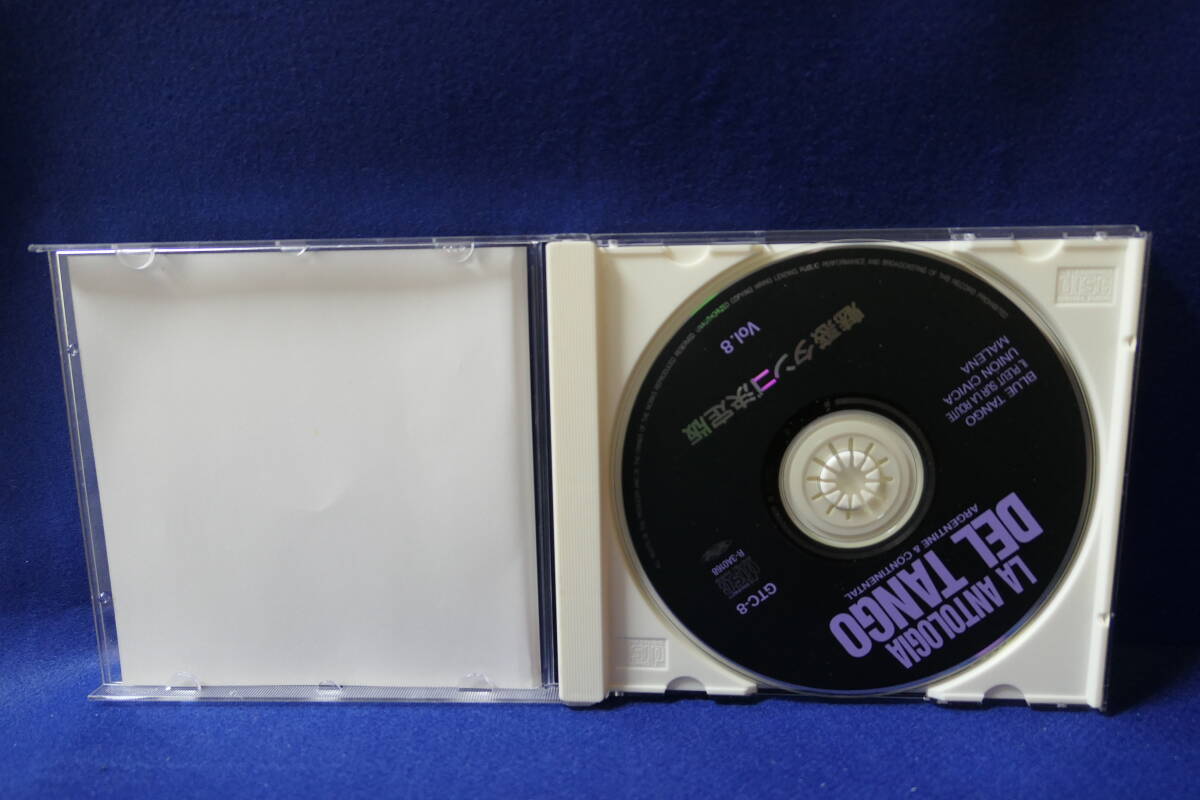 LA ANTOLOGIA
DEL TANGO
ARGENTINE & CONTINENTAL
GTC-8
R-340168
BLUE TANGO
IL PLEUT SUR LA ROUTE
UNION CIVICA
MALENA
魅惑のタンゴ決定版
Vol. 8